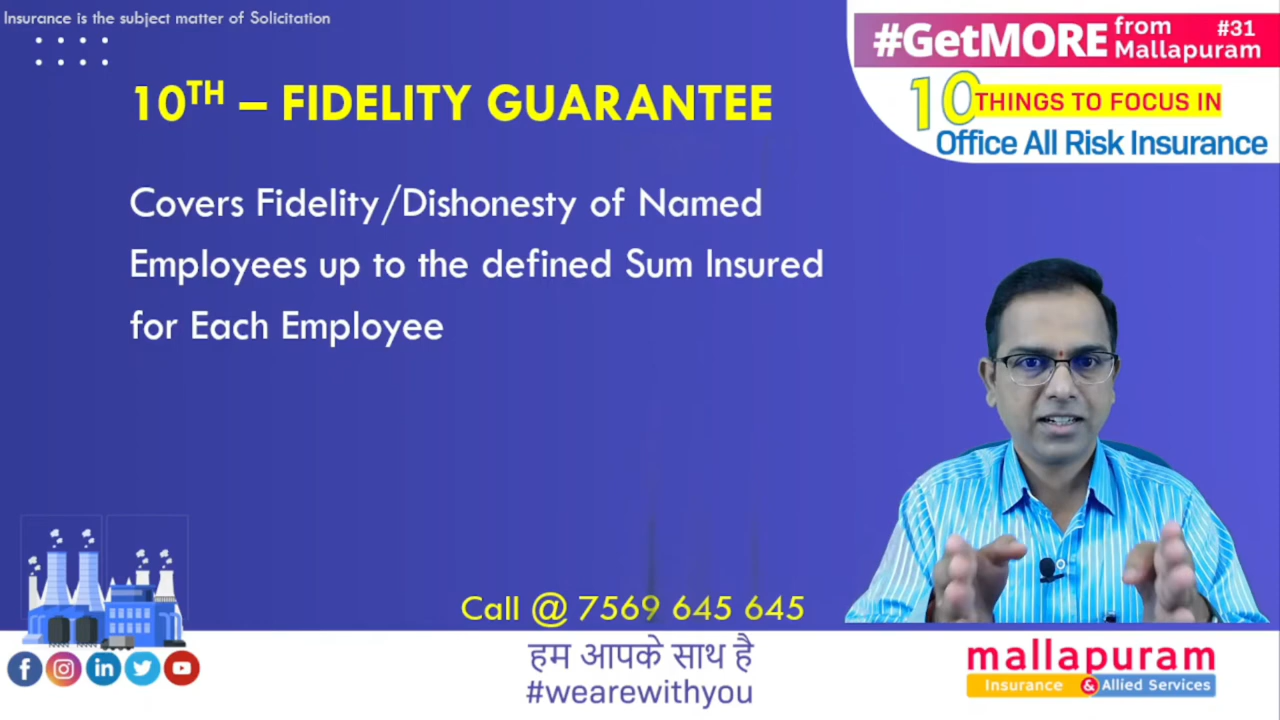 Insurance is the subject matter of Solicitation
#GetMORE from Mallapuram #31
10 THINGS TO FOCUS IN
Office All Risk Insurance
10TH – FIDELITY GUARANTEE
Covers Fidelity/Dishonesty of Named
Employees up to the defined Sum Insured
for Each Employee
Call @ 7569 645 645
हम आपके साथ है
#wearewithyou
mallapuram
Insurance & Allied Services